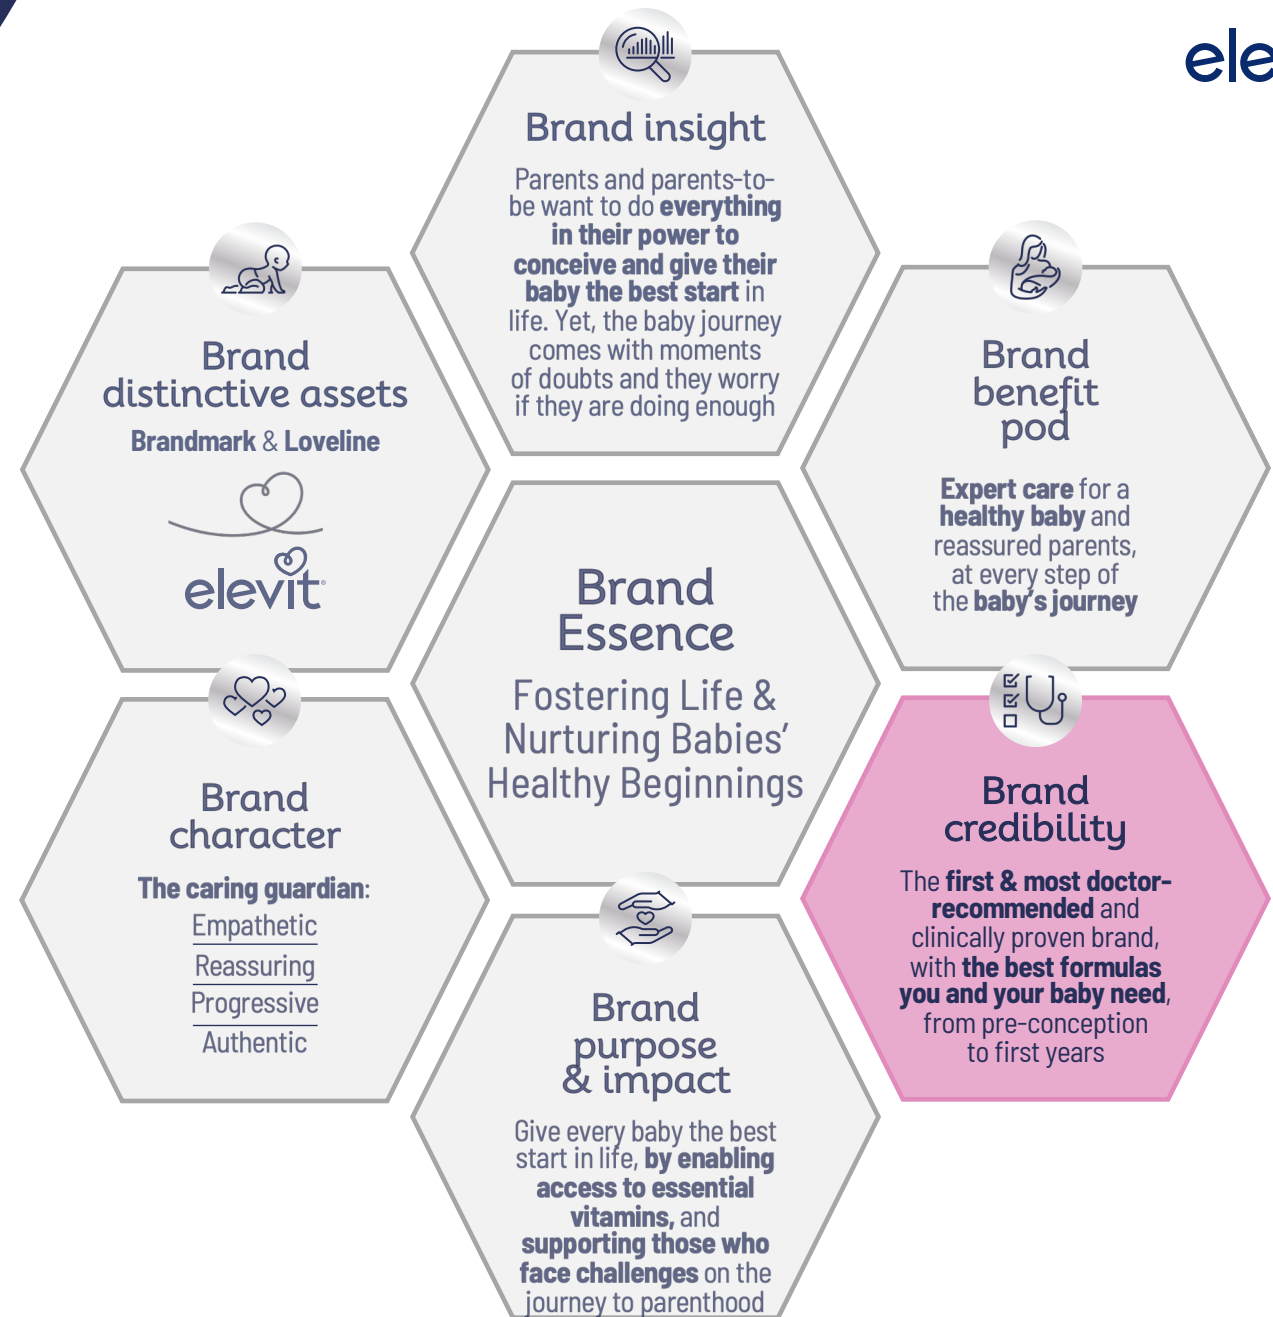 ele
Brand insight
Parents and parents-to-
be want to do everything
in their power to
conceive and give their
baby the best start in
life. Yet, the baby journey
comes with moments
of doubts and they worry
if they are doing enough
Brand
distinctive assets
Brandmark & Loveline
elevit®
Brand
benefit
pod
Expert care for a
healthy baby and
reassured parents,
at every step of
the baby’s journey
Brand
Essence
Fostering Life &
Nurturing Babies’
Healthy Beginnings
Brand
character
The caring guardian:
Empathetic
Reassuring
Progressive
Authentic
Brand
credibility
The first & most doctor-
recommended and
clinically proven brand,
with the best formulas
you and your baby need,
from pre-conception
to first years
Brand
purpose
& impact
Give every baby the best
start in life, by enabling
access to essential
vitamins, and
supporting those who
face challenges on the
journey to parenthood